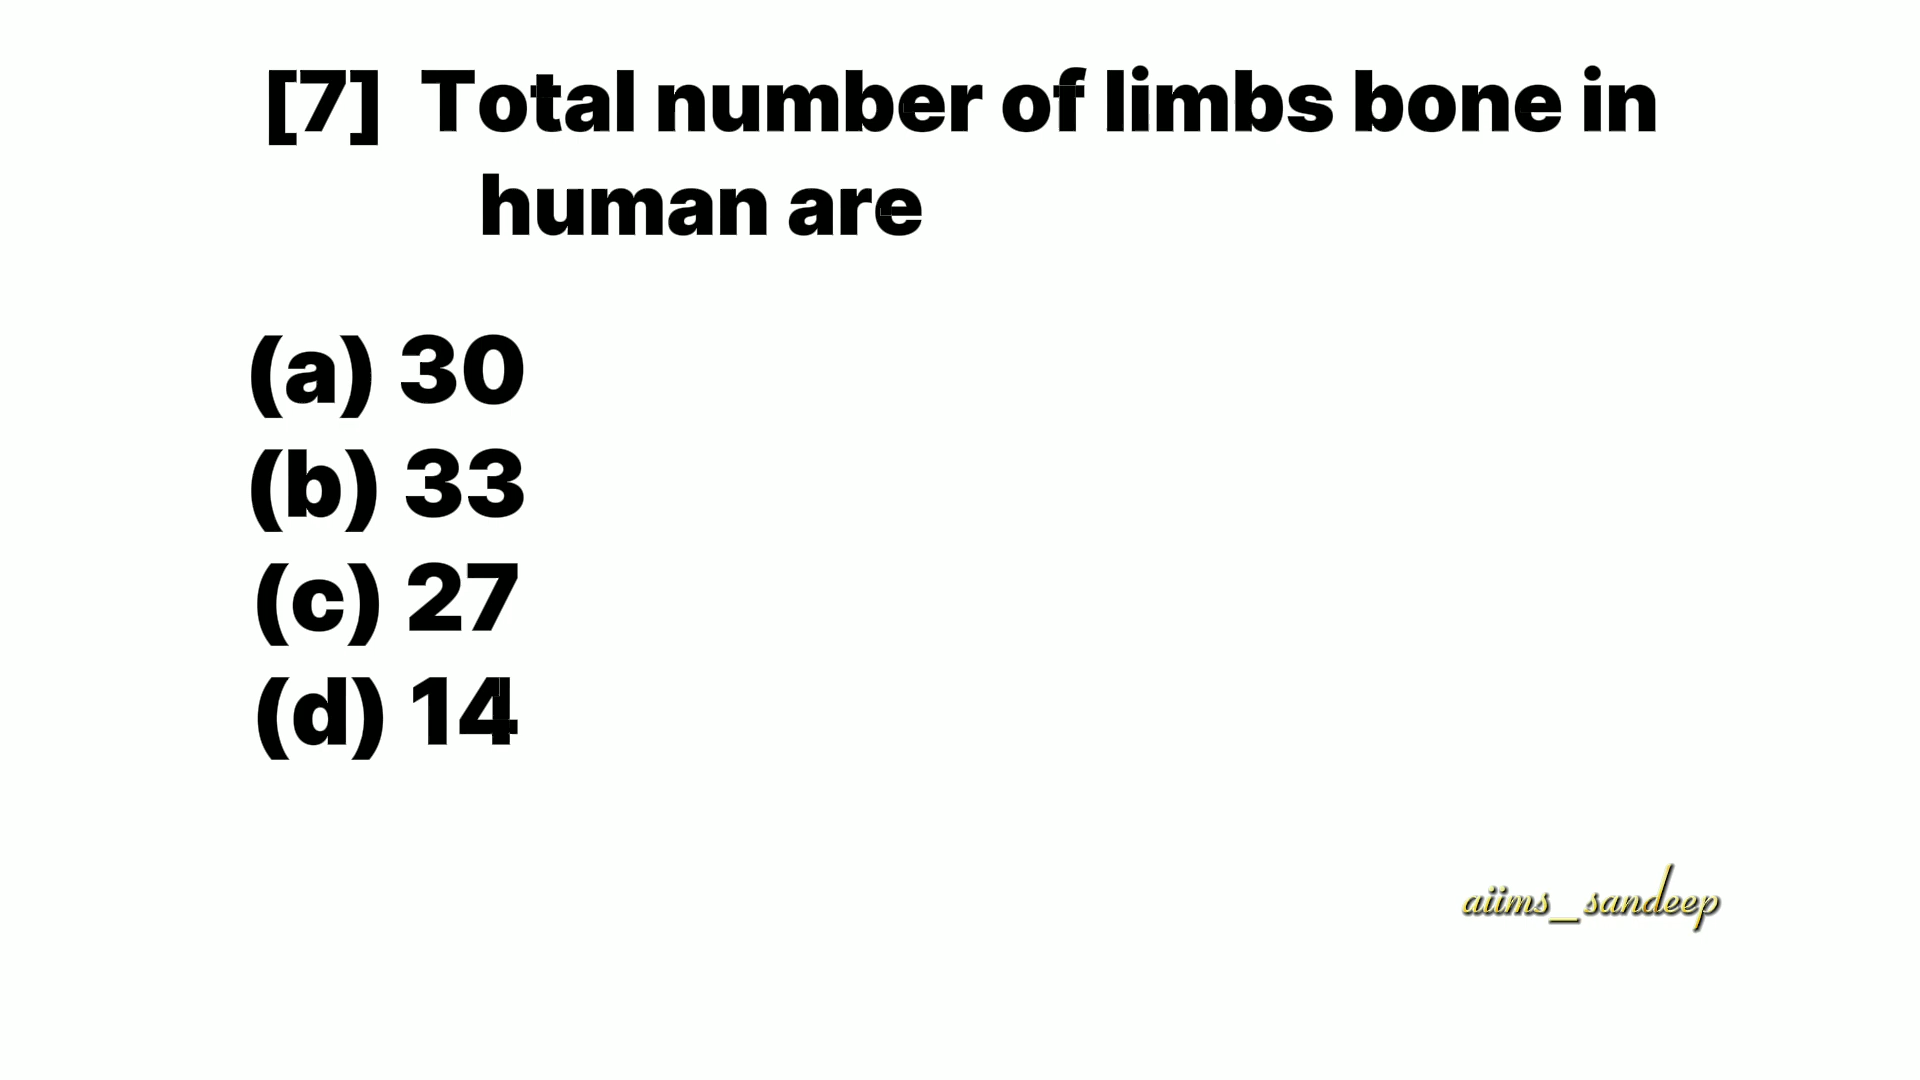 [7] Total number of limbs bone in
human are
(a) 30
(b) 33
(c) 27
(d) 14
aiims_sandeep